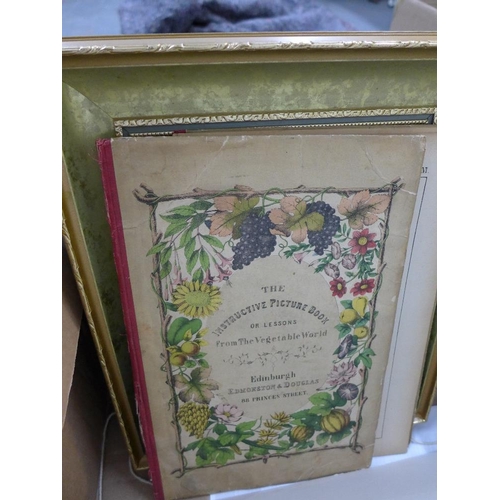 THE
INSTRUCTIVE PICTURE BOOK
OR LESSONS
From The Vegetable World
Edinburgh
EDMONSTON & DOUGLAS
88 PRINCES STREET.